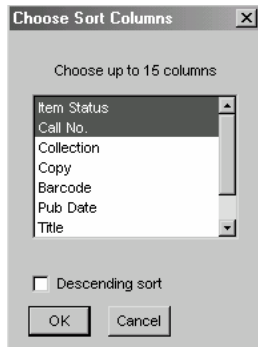 Choose Sort Columns
Choose up to 15 columns
Item Status
Call No.
Collection
Copy
Barcode
Pub Date
Title
Descending sort
OK
Cancel